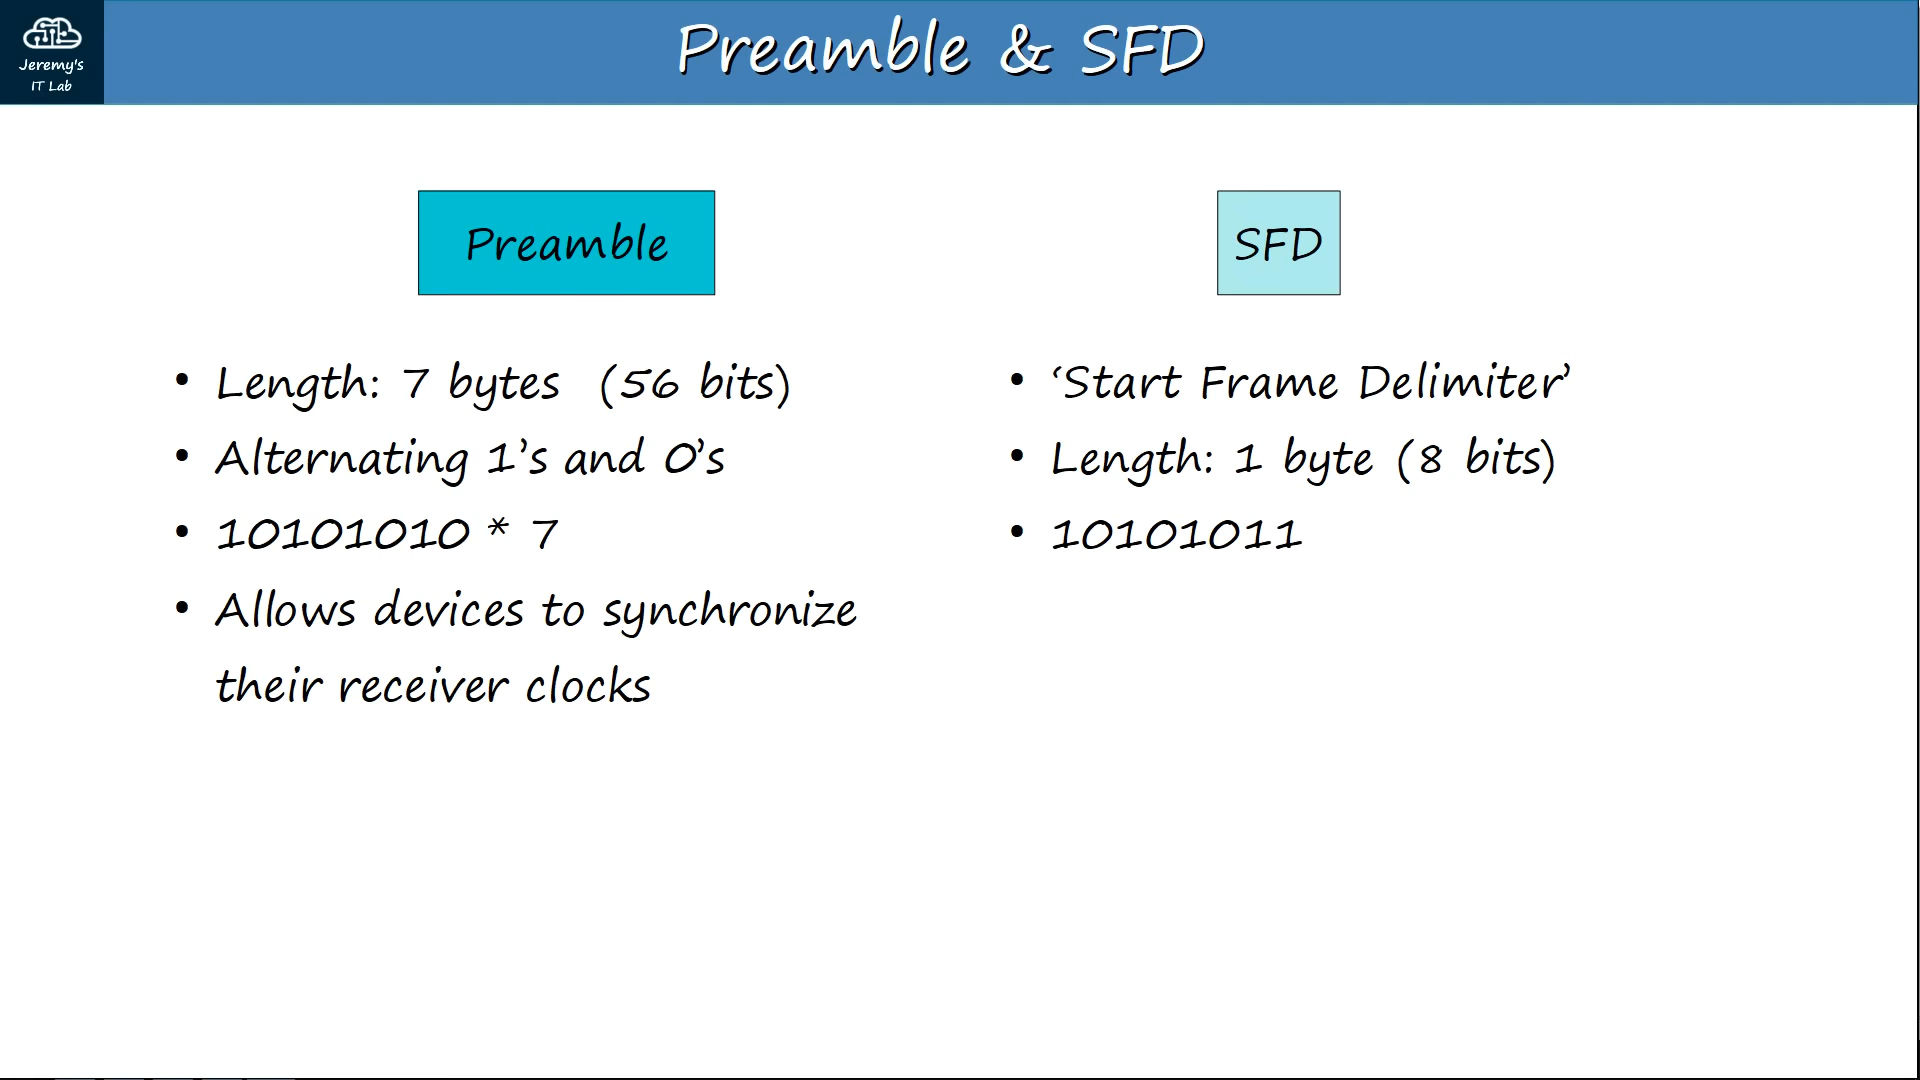 Jeremy's
IT Lab
Preamble & SFD
Preamble
• Length: 7 bytes (56 bits)
• Alternating 1’s and 0’s
• 10101010 * 7
• Allows devices to synchronize
their receiver clocks
SFD
• ‘Start Frame Delimiter’
• Length: 1 byte (8 bits)
• 10101011